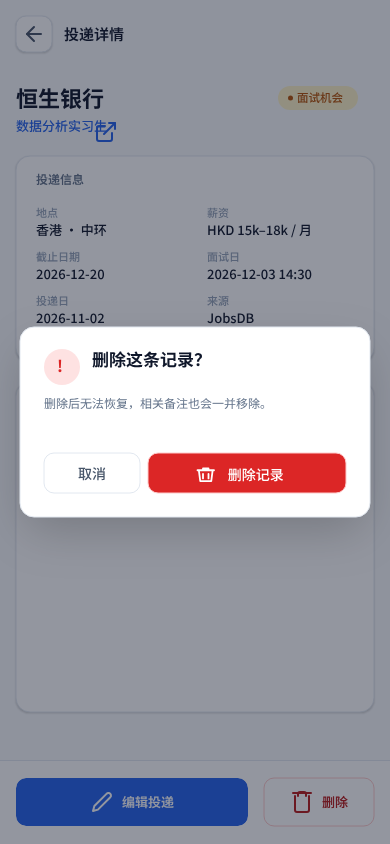 投递详情
恒生银行
面试机会
数据分析实习生
投递信息
地点
薪资
香港 · 中环
HKD 15k–18k / 月
截止日期
面试日
2026-12-20
2026-12-03 14:30
投递日
来源
2026-11-02
JobsDB
!
删除这条记录？
删除后无法恢复，相关备注也会一并移除。
取消
删除记录
编辑投递
删除